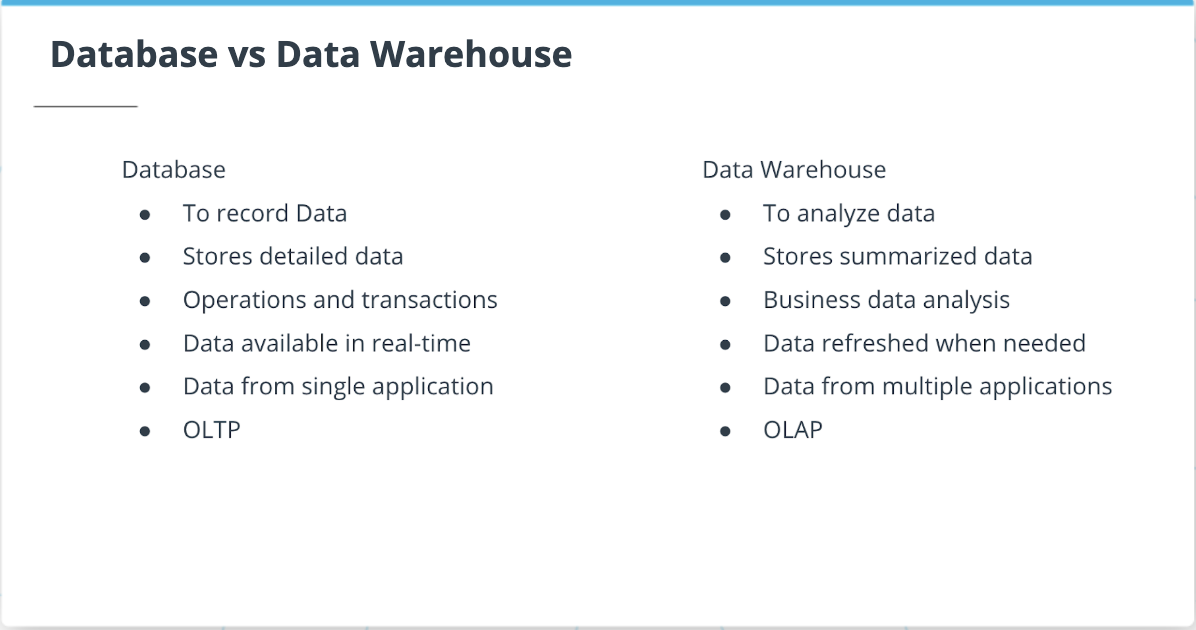 Database vs Data Warehouse
Database
● To record Data
● Stores detailed data
● Operations and transactions
● Data available in real-time
● Data from single application
● OLTP
Data Warehouse
● To analyze data
● Stores summarized data
● Business data analysis
● Data refreshed when needed
● Data from multiple applications
● OLAP